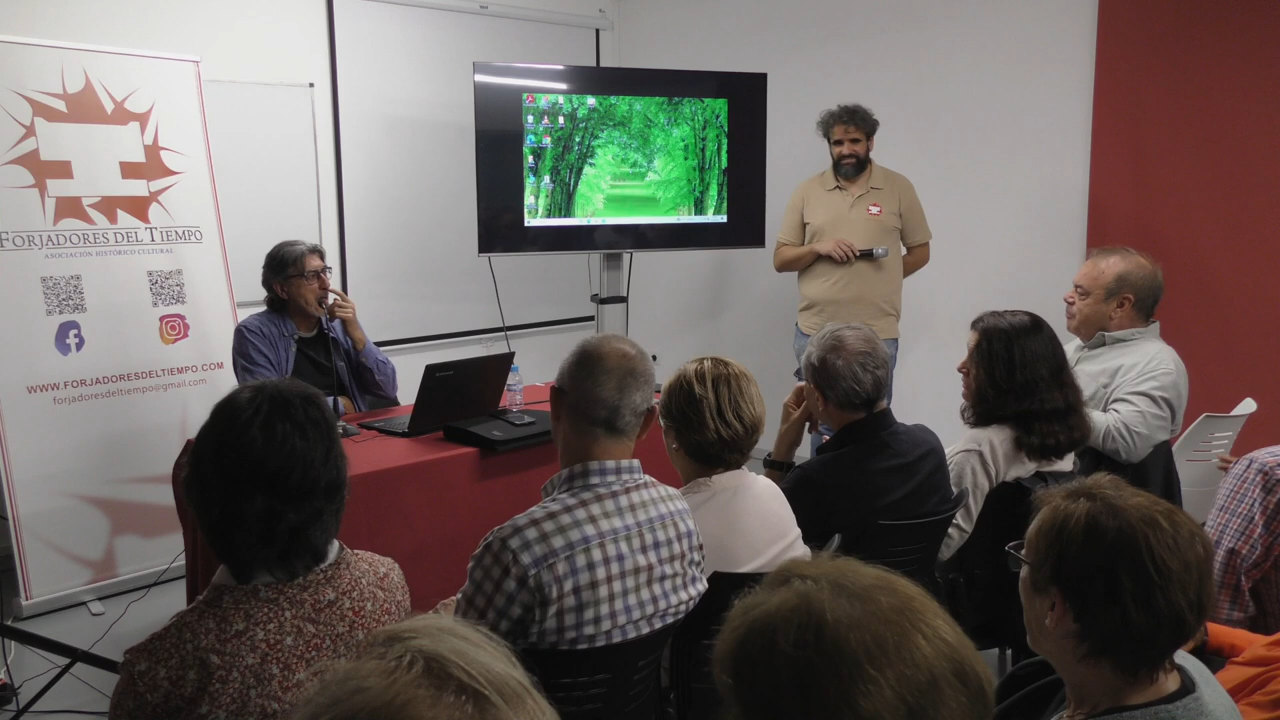 FORJADORES DEL TIEMPO
ASOCIACIÓN HISTÓRICO CULTURAL
WWW.FORJADORESDELTIEMPO.COM
forjadoresdeltiempo@gmail.com